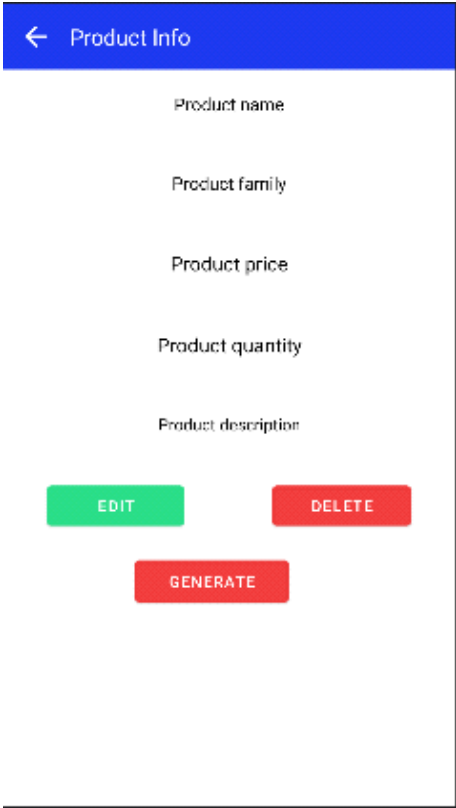 Product Info
Product name
Product family
Product price
Product quantity
Product description
EDIT
DELETE
GENERATE